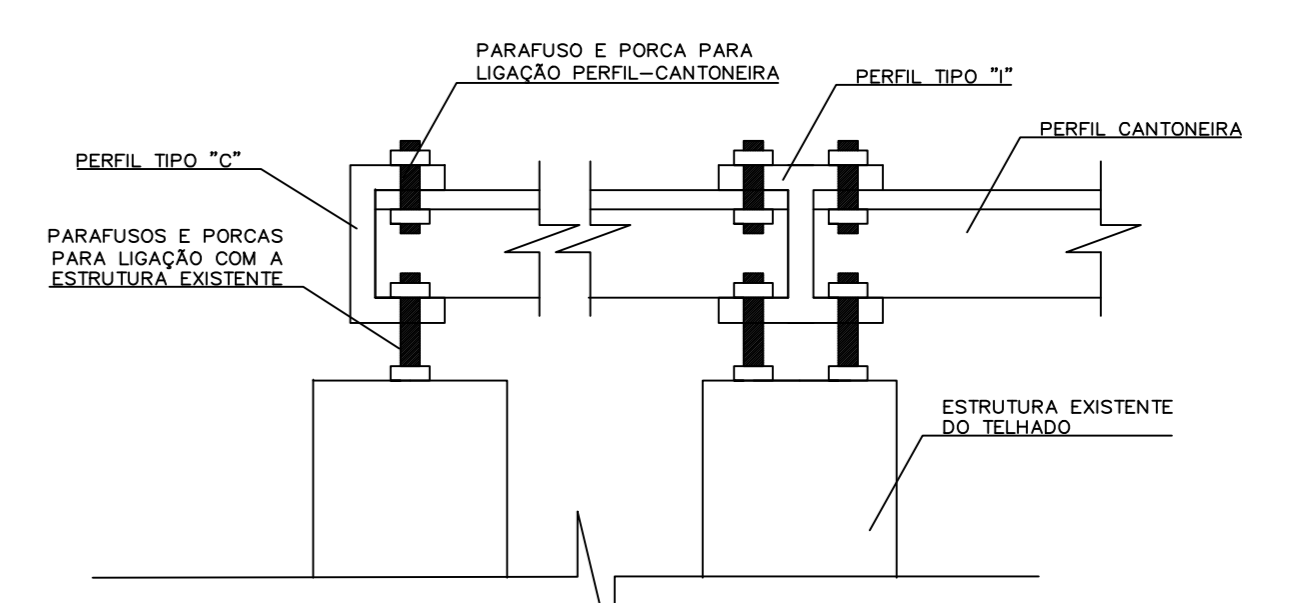 PARAFUSO E PORCA PARA
LIGAÇÃO PERFIL-CANTONEIRA
PERFIL TIPO "I"
PERFIL CANTONEIRA
PERFIL TIPO "C"
PARAFUSOS E PORCAS
PARA LIGAÇÃO COM A
ESTRUTURA EXISTENTE
ESTRUTURA EXISTENTE
DO TELHADO